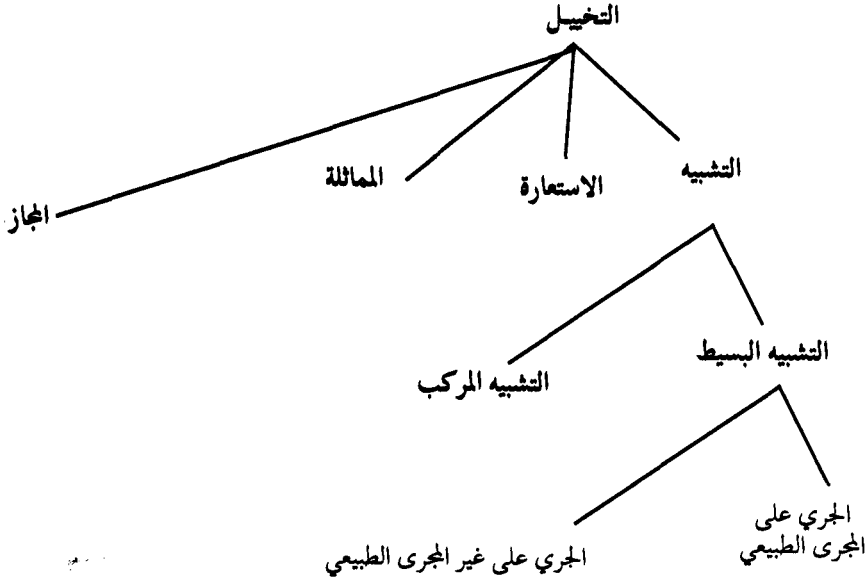 التخييل
التشبيه
الاستعارة
المماثلة
المجاز
التشبيه البسيط
التشبيه المركب
الجري على
المجرى الطبيعي
الجري على غير المجرى الطبيعي